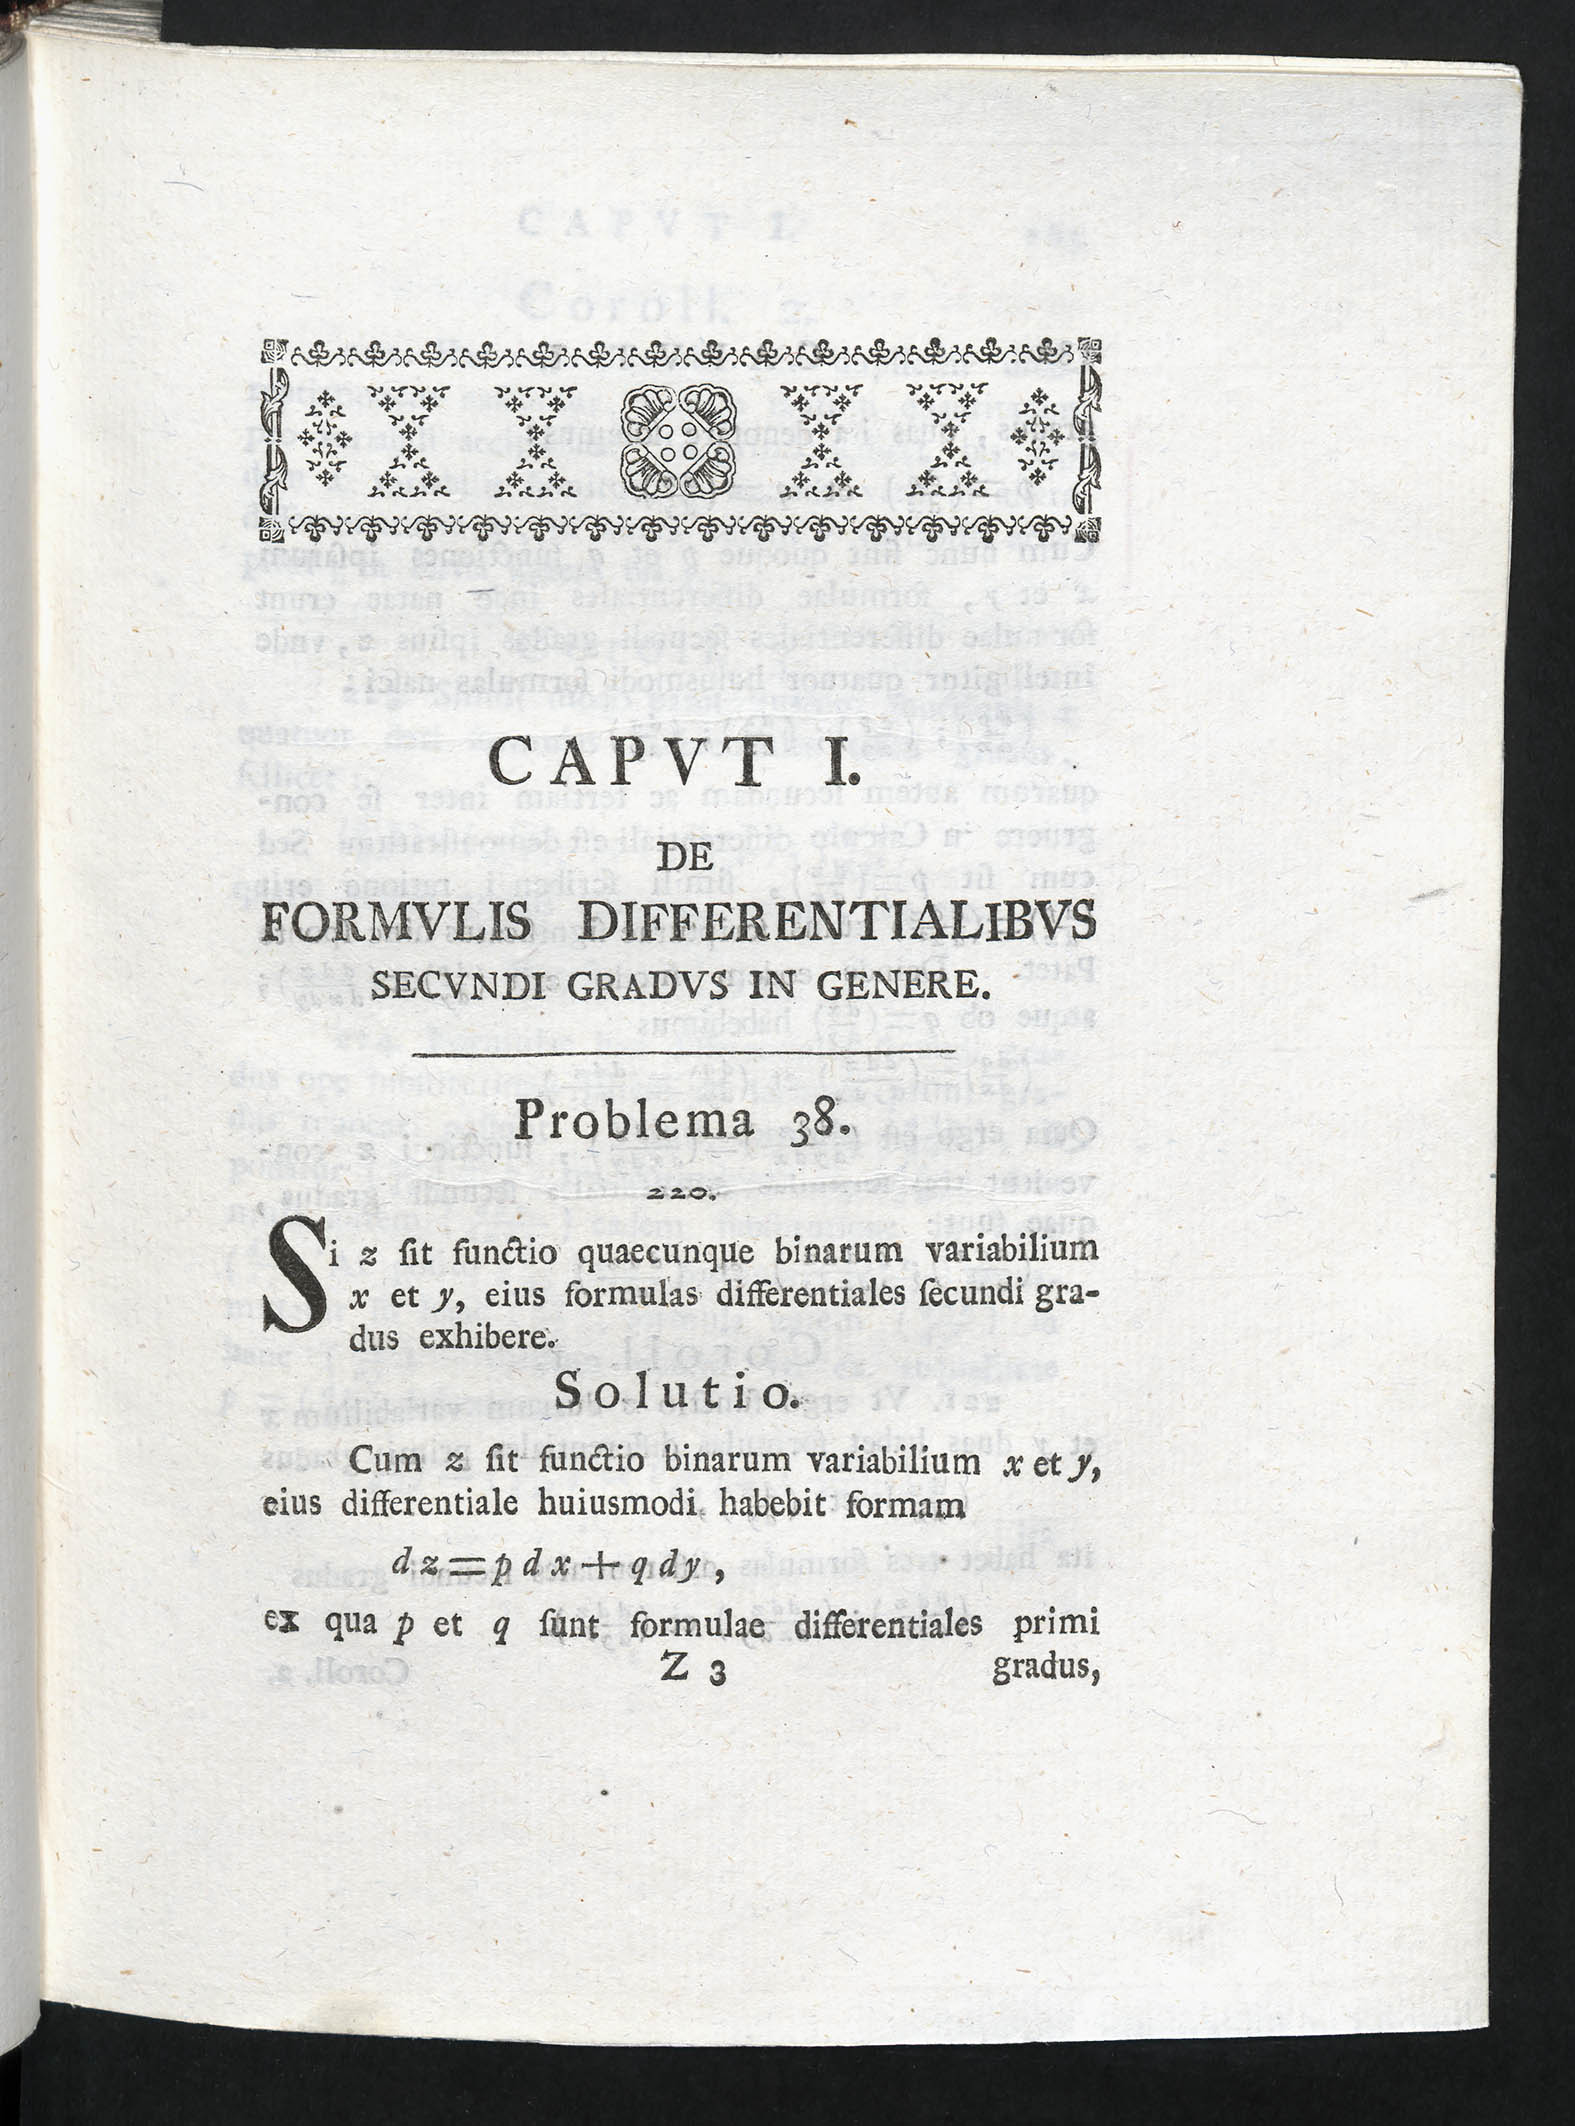 CAPVT I.
DE
FORMVLIS DIFFERENTIALIBVS
SECVNDI GRADVS IN GENERE.
Problema 38.
220.
Si z ſit functio quaecunque binarum variabilium
x et y, eius formulas differentiales ſecundi gra-
dus exhibere.
Solutio.
Cum z ſit functio binarum variabilium x et y,
eius differentiale huiusmodi habebit formam
dz=pdx+qdy,
ex qua p et q ſunt formulae differentiales primi
Z 3 gradus,